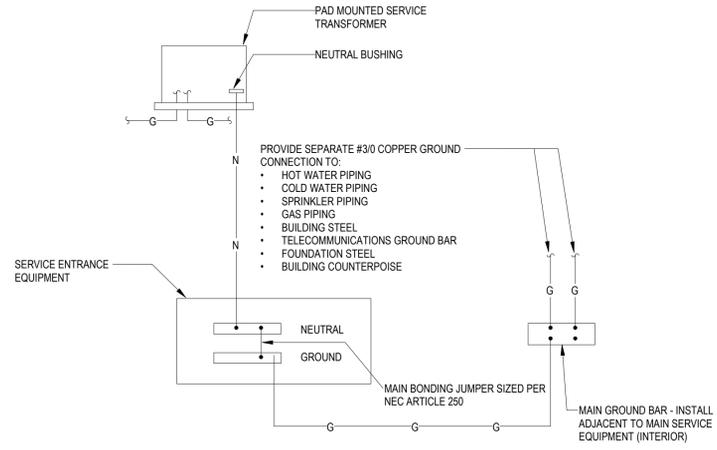 PAD MOUNTED SERVICE
TRANSFORMER
NEUTRAL BUSHING
G
G
N
PROVIDE SEPARATE #3/0 COPPER GROUND
CONNECTION TO:
• HOT WATER PIPING
• COLD WATER PIPING
• SPRINKLER PIPING
• GAS PIPING
• BUILDING STEEL
• TELECOMMUNICATIONS GROUND BAR
• FOUNDATION STEEL
• BUILDING COUNTERPOISE
N
SERVICE ENTRANCE
EQUIPMENT
G
G
NEUTRAL
GROUND
MAIN BONDING JUMPER SIZED PER
NEC ARTICLE 250
G
G
G
MAIN GROUND BAR - INSTALL
ADJACENT TO MAIN SERVICE
EQUIPMENT (INTERIOR)